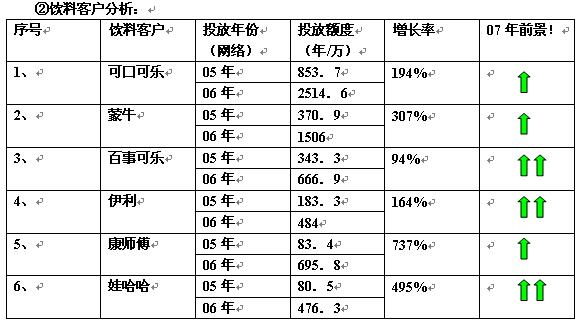 ②饮料客户分析：
序号 饮料客户 投放年份（网络） 投放额度（年/万） 增长率 07 年前景！
1、 可口可乐 05 年 853．7 194%
06 年 2514．6
2、 蒙牛 05 年 370．9 307%
06 年 1506
3、 百事可乐 05 年 343．3 94%
06 年 666．9
4、 伊利 05 年 183．3 164%
06 年 484
5、 康师傅 05 年 83．4 737%
06 年 695．8
6、 娃哈哈 05 年 80．5 495%
06 年 476．3